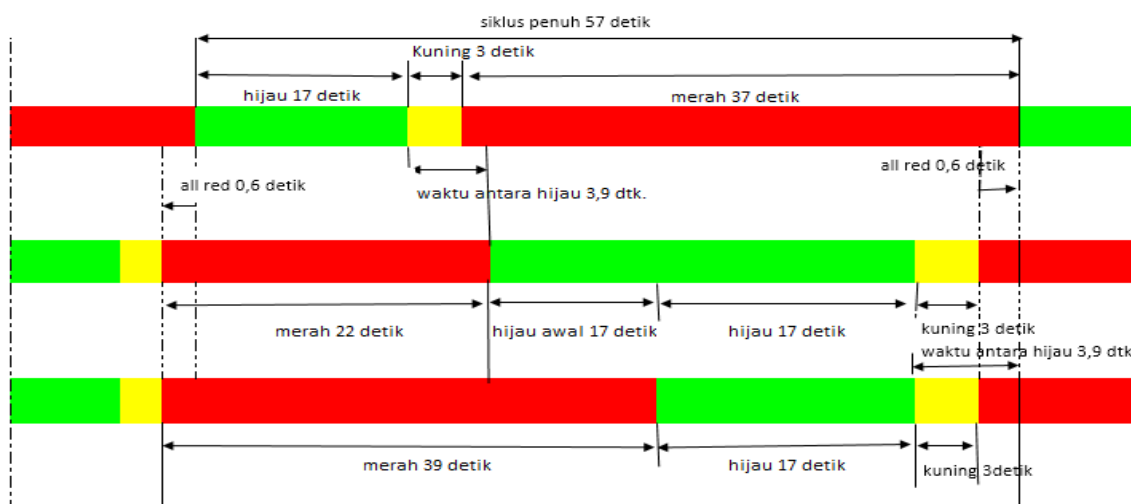 siklus penuh 57 detik
Kuning 3 detik
hijau 17 detik
merah 37 detik
all red 0,6 detik
all red 0,6 detik
waktu antara hijau 3,9 dtk.
merah 22 detik
hijau awal 17 detik
hijau 17 detik
kuning 3 detik
waktu antara hijau 3,9 dtk
merah 39 detik
hijau 17 detik
kuning 3detik